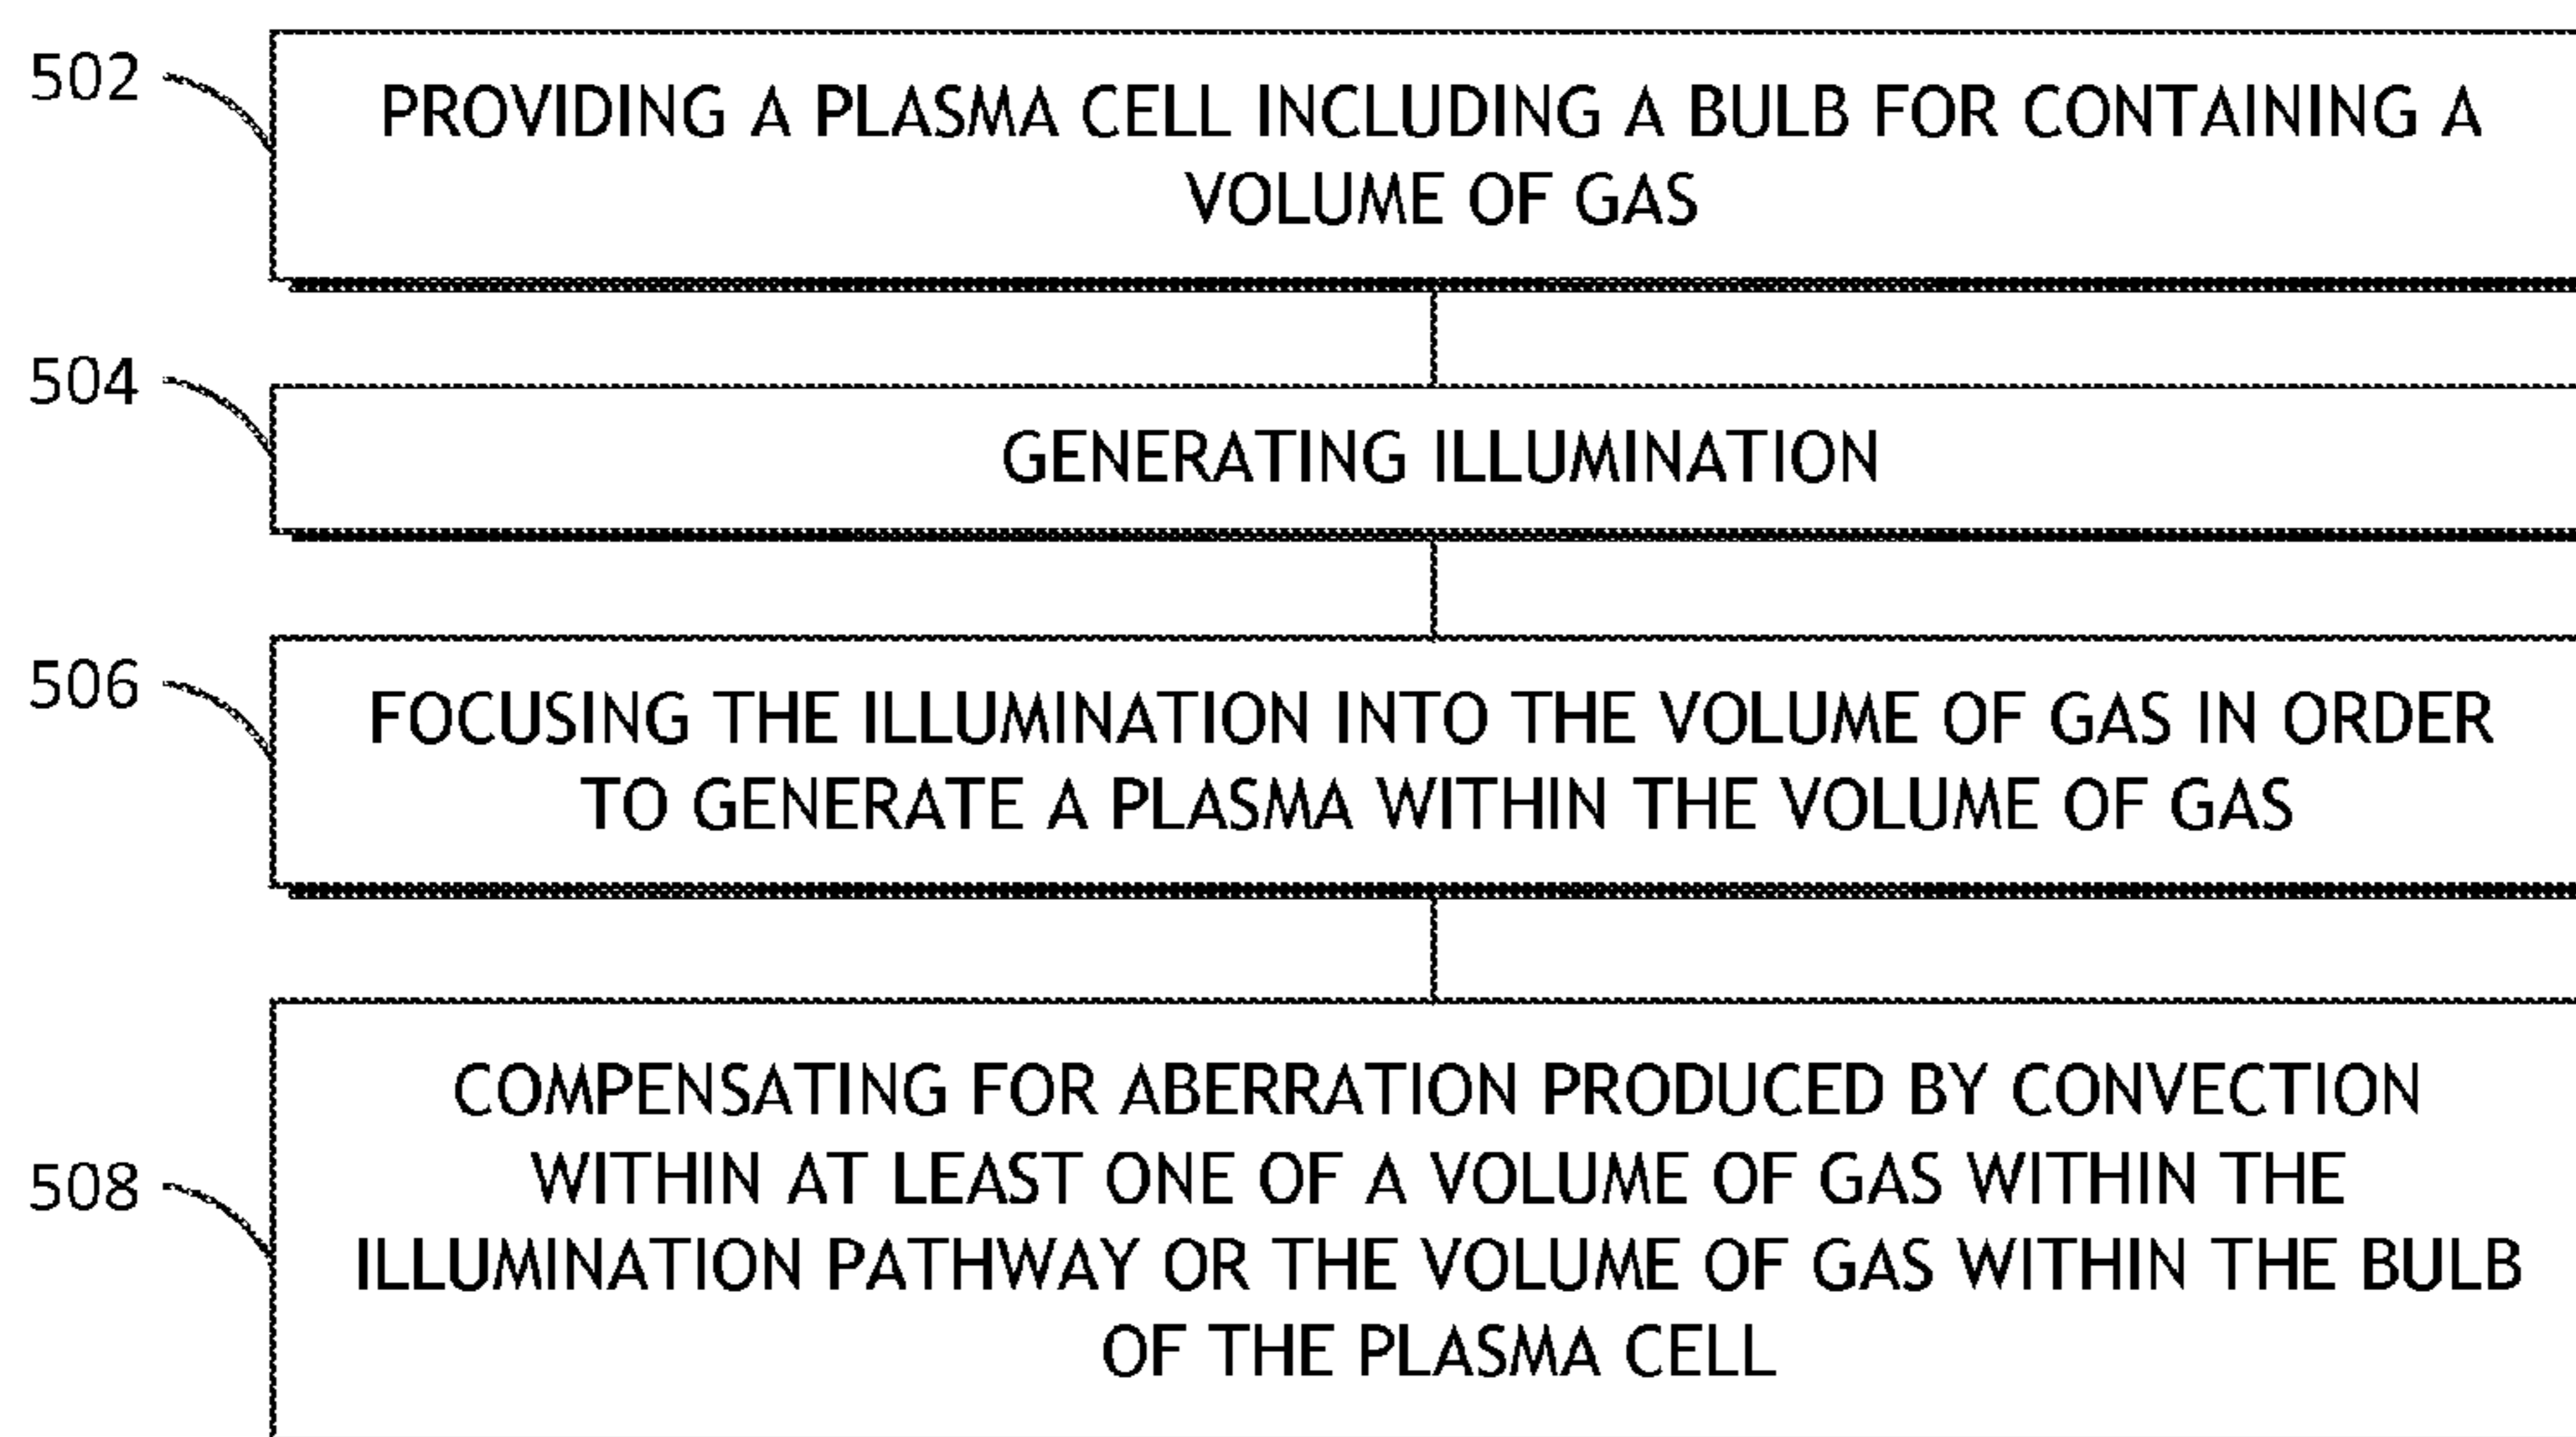 502
PROVIDING A PLASMA CELL INCLUDING A BULB FOR CONTAINING A
VOLUME OF GAS
504
GENERATING ILLUMINATION
506
FOCUSING THE ILLUMINATION INTO THE VOLUME OF GAS IN ORDER
TO GENERATE A PLASMA WITHIN THE VOLUME OF GAS
508
COMPENSATING FOR ABERRATION PRODUCED BY CONVECTION
WITHIN AT LEAST ONE OF A VOLUME OF GAS WITHIN THE
ILLUMINATION PATHWAY OR THE VOLUME OF GAS WITHIN THE BULB
OF THE PLASMA CELL